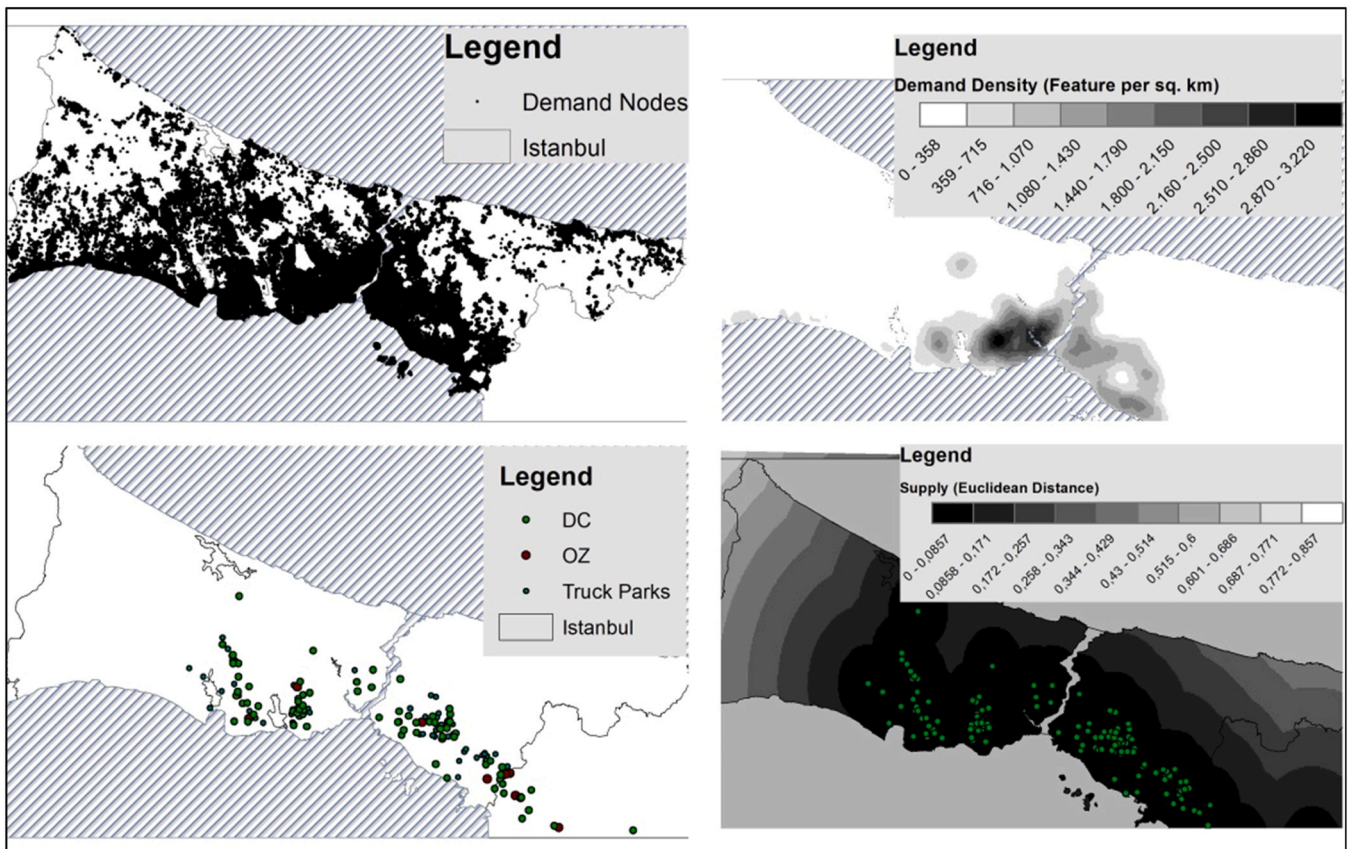 Legend
Demand Nodes
Istanbul
Legend
Demand Density (Feature per sq. km)
0 - 358
359 - 715
716 - 1.070
1.080 - 1.430
1.440 - 1.790
1.800 - 2.150
2.160 - 2.500
2.510 - 2.860
2.870 - 3.220
Legend
DC
OZ
Truck Parks
Istanbul
Legend
Supply (Euclidean Distance)
0 - 0,0857
0,0858 - 0,171
0,172 - 0,257
0,258 - 0,343
0,344 - 0,429
0,43 - 0,514
0,515 - 0,6
0,601 - 0,686
0,687 - 0,771
0,772 - 0,857